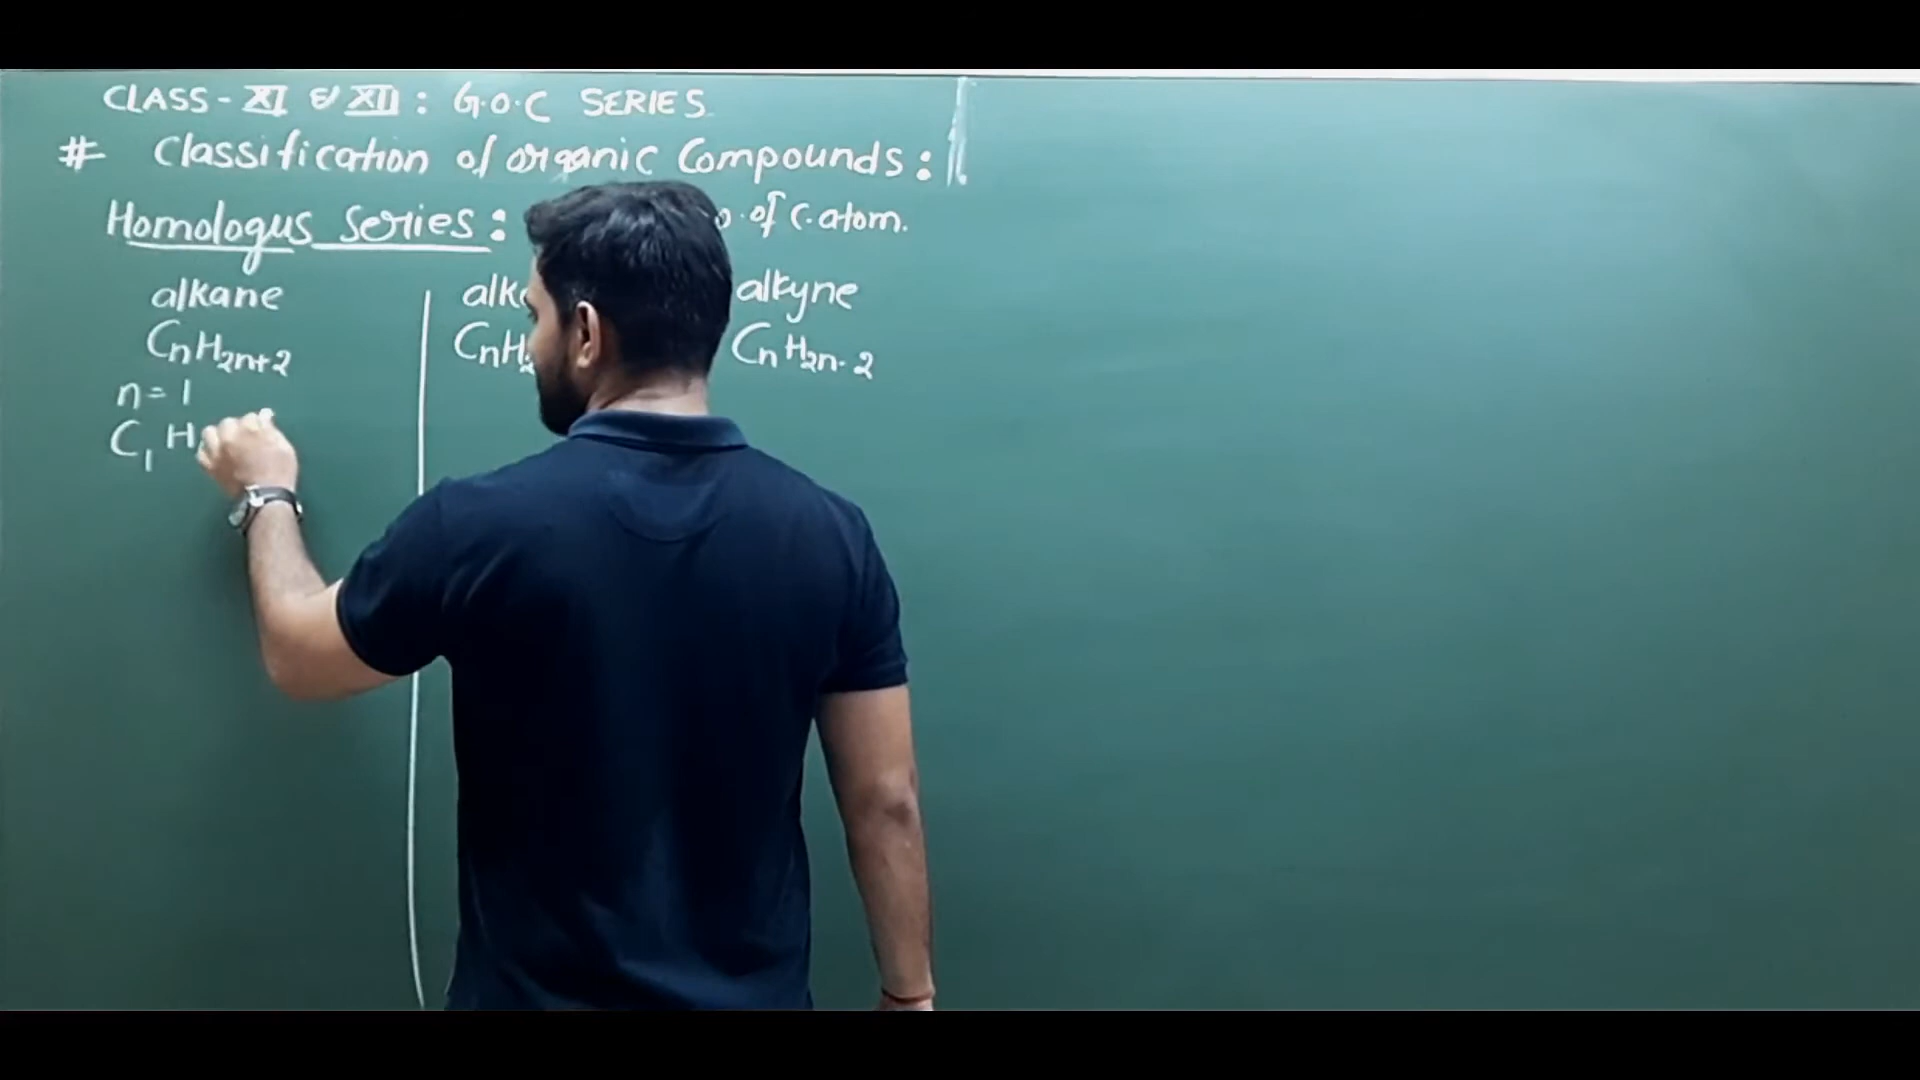 CLASS - XI & XII : G.O.C SERIES
# Classification of organic Compounds :
Homologus Series : of C. atom.
alkane alkyne
CnH2n+2 CnH2n-2
n = 1
C1 H